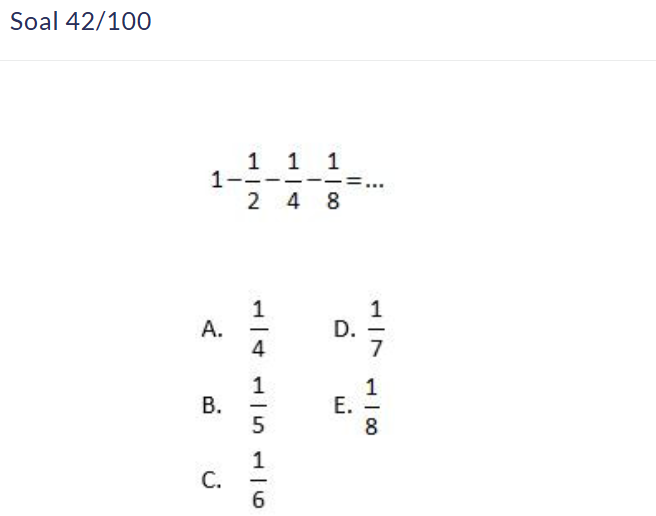 Soal 42/100
1 - 1/2 - 1/4 - 1/8 = ...
A. 1/4
D. 1/7
B. 1/5
E. 1/8
C. 1/6